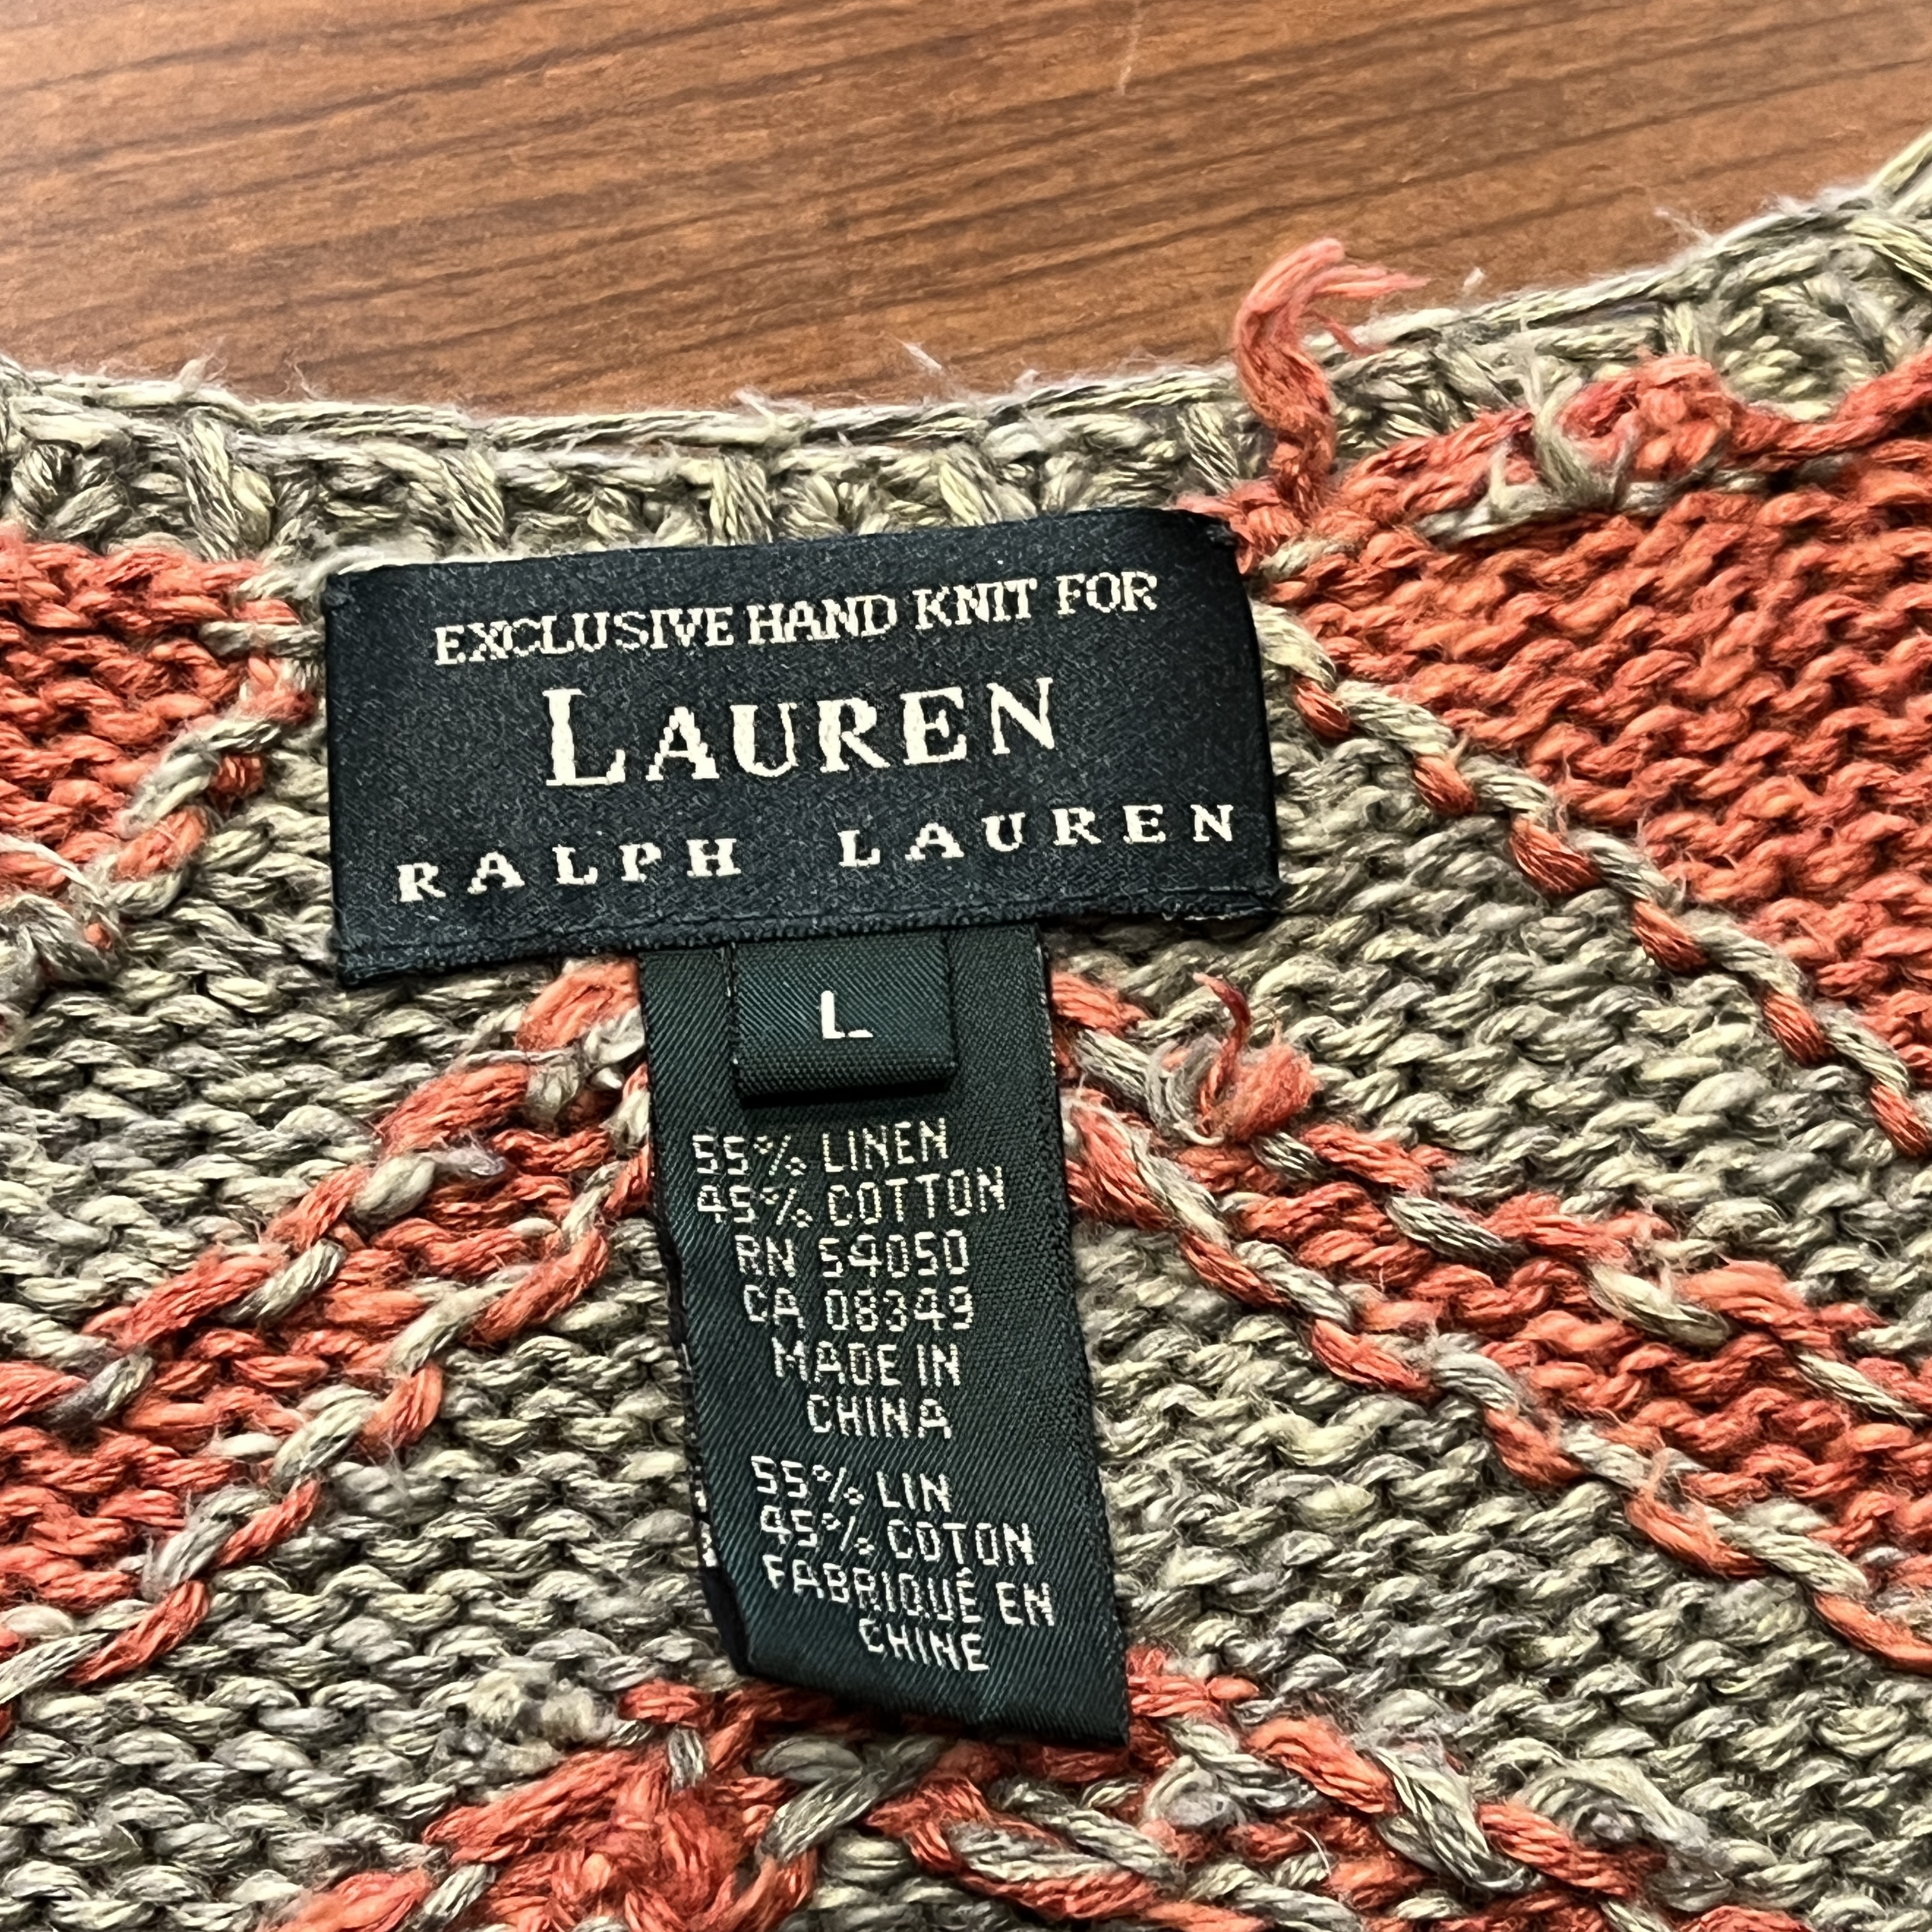 EXCLUSIVE HAND KNIT FOR
LAUREN
RALPH LAUREN
L
55% LINEN
45% COTTON
RN 54050
CA 08349
MADE IN
CHINA
55% LIN
45% COTON
FABRIQUÉ EN
CHINE